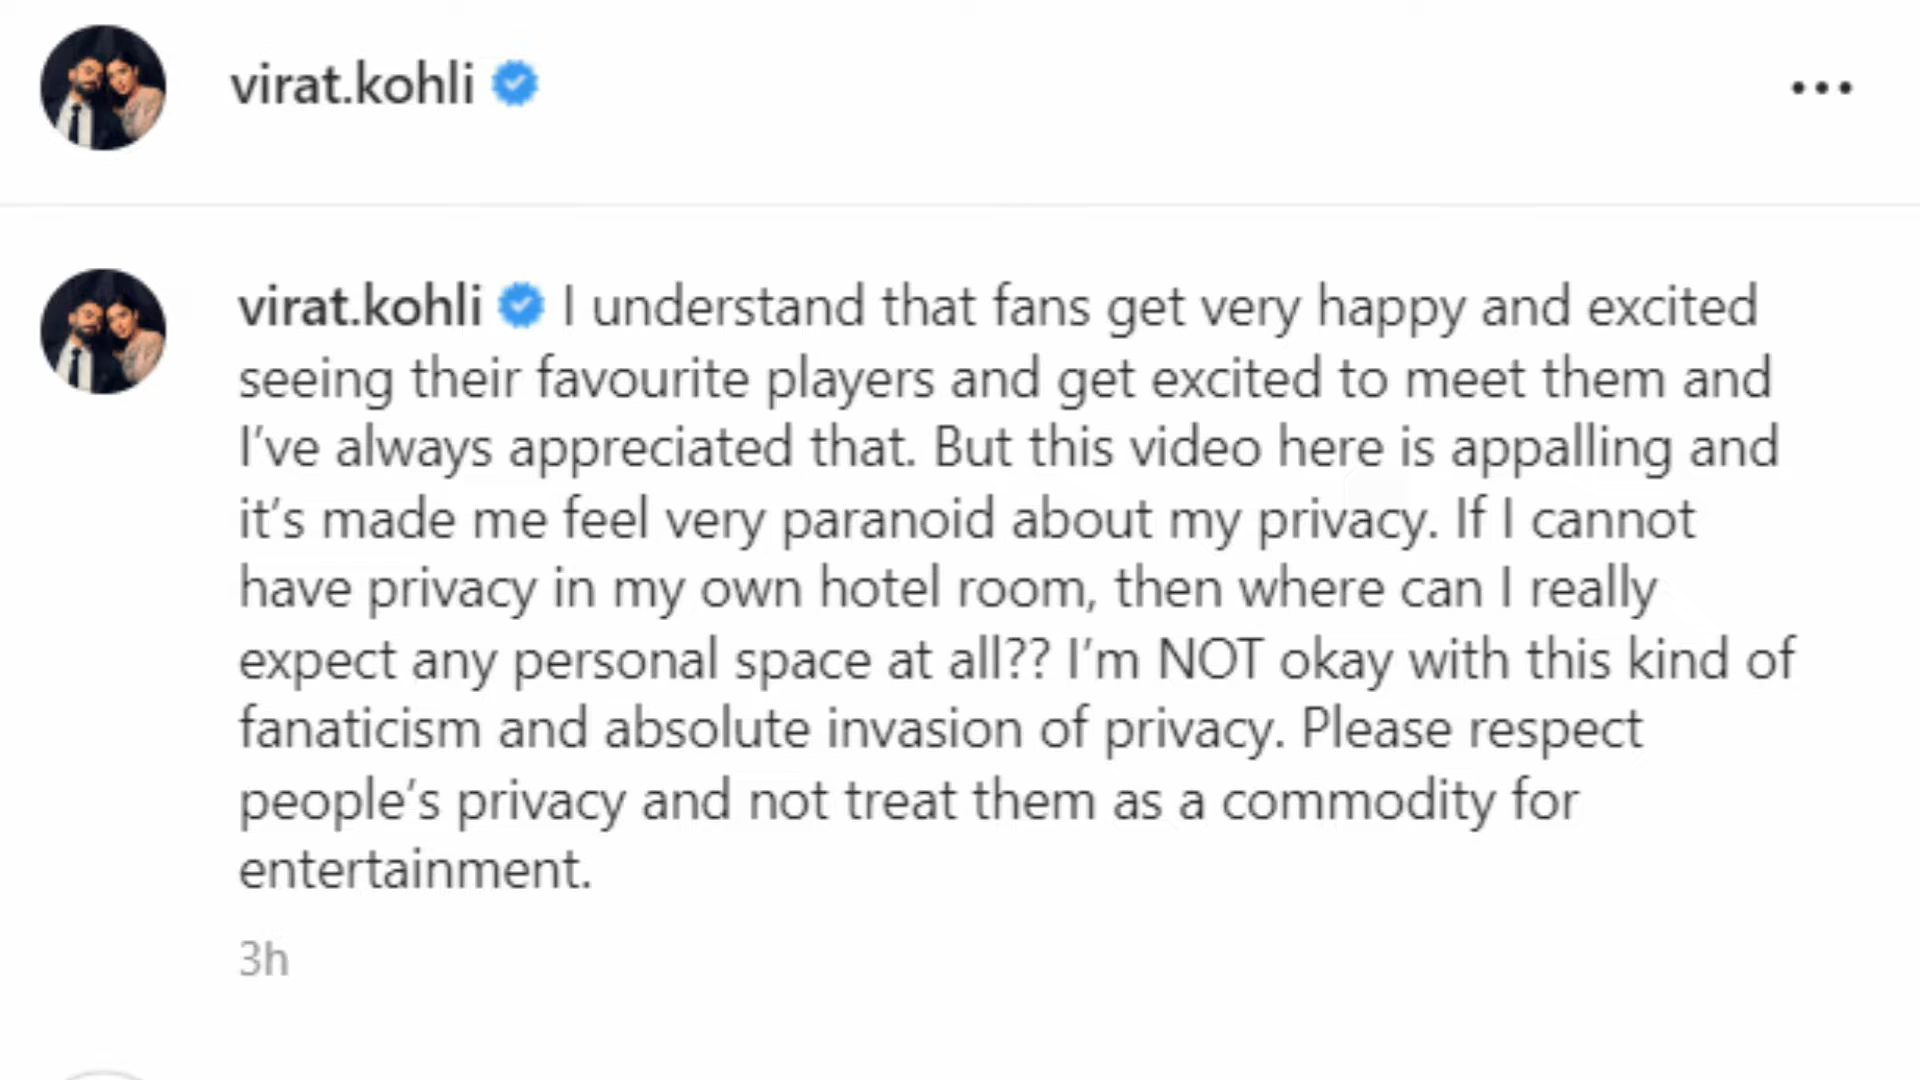 virat.kohli
virat.kohli I understand that fans get very happy and excited
seeing their favourite players and get excited to meet them and
I've always appreciated that. But this video here is appalling and
it's made me feel very paranoid about my privacy. If I cannot
have privacy in my own hotel room, then where can I really
expect any personal space at all?? I'm NOT okay with this kind of
fanaticism and absolute invasion of privacy. Please respect
people's privacy and not treat them as a commodity for
entertainment.
3h